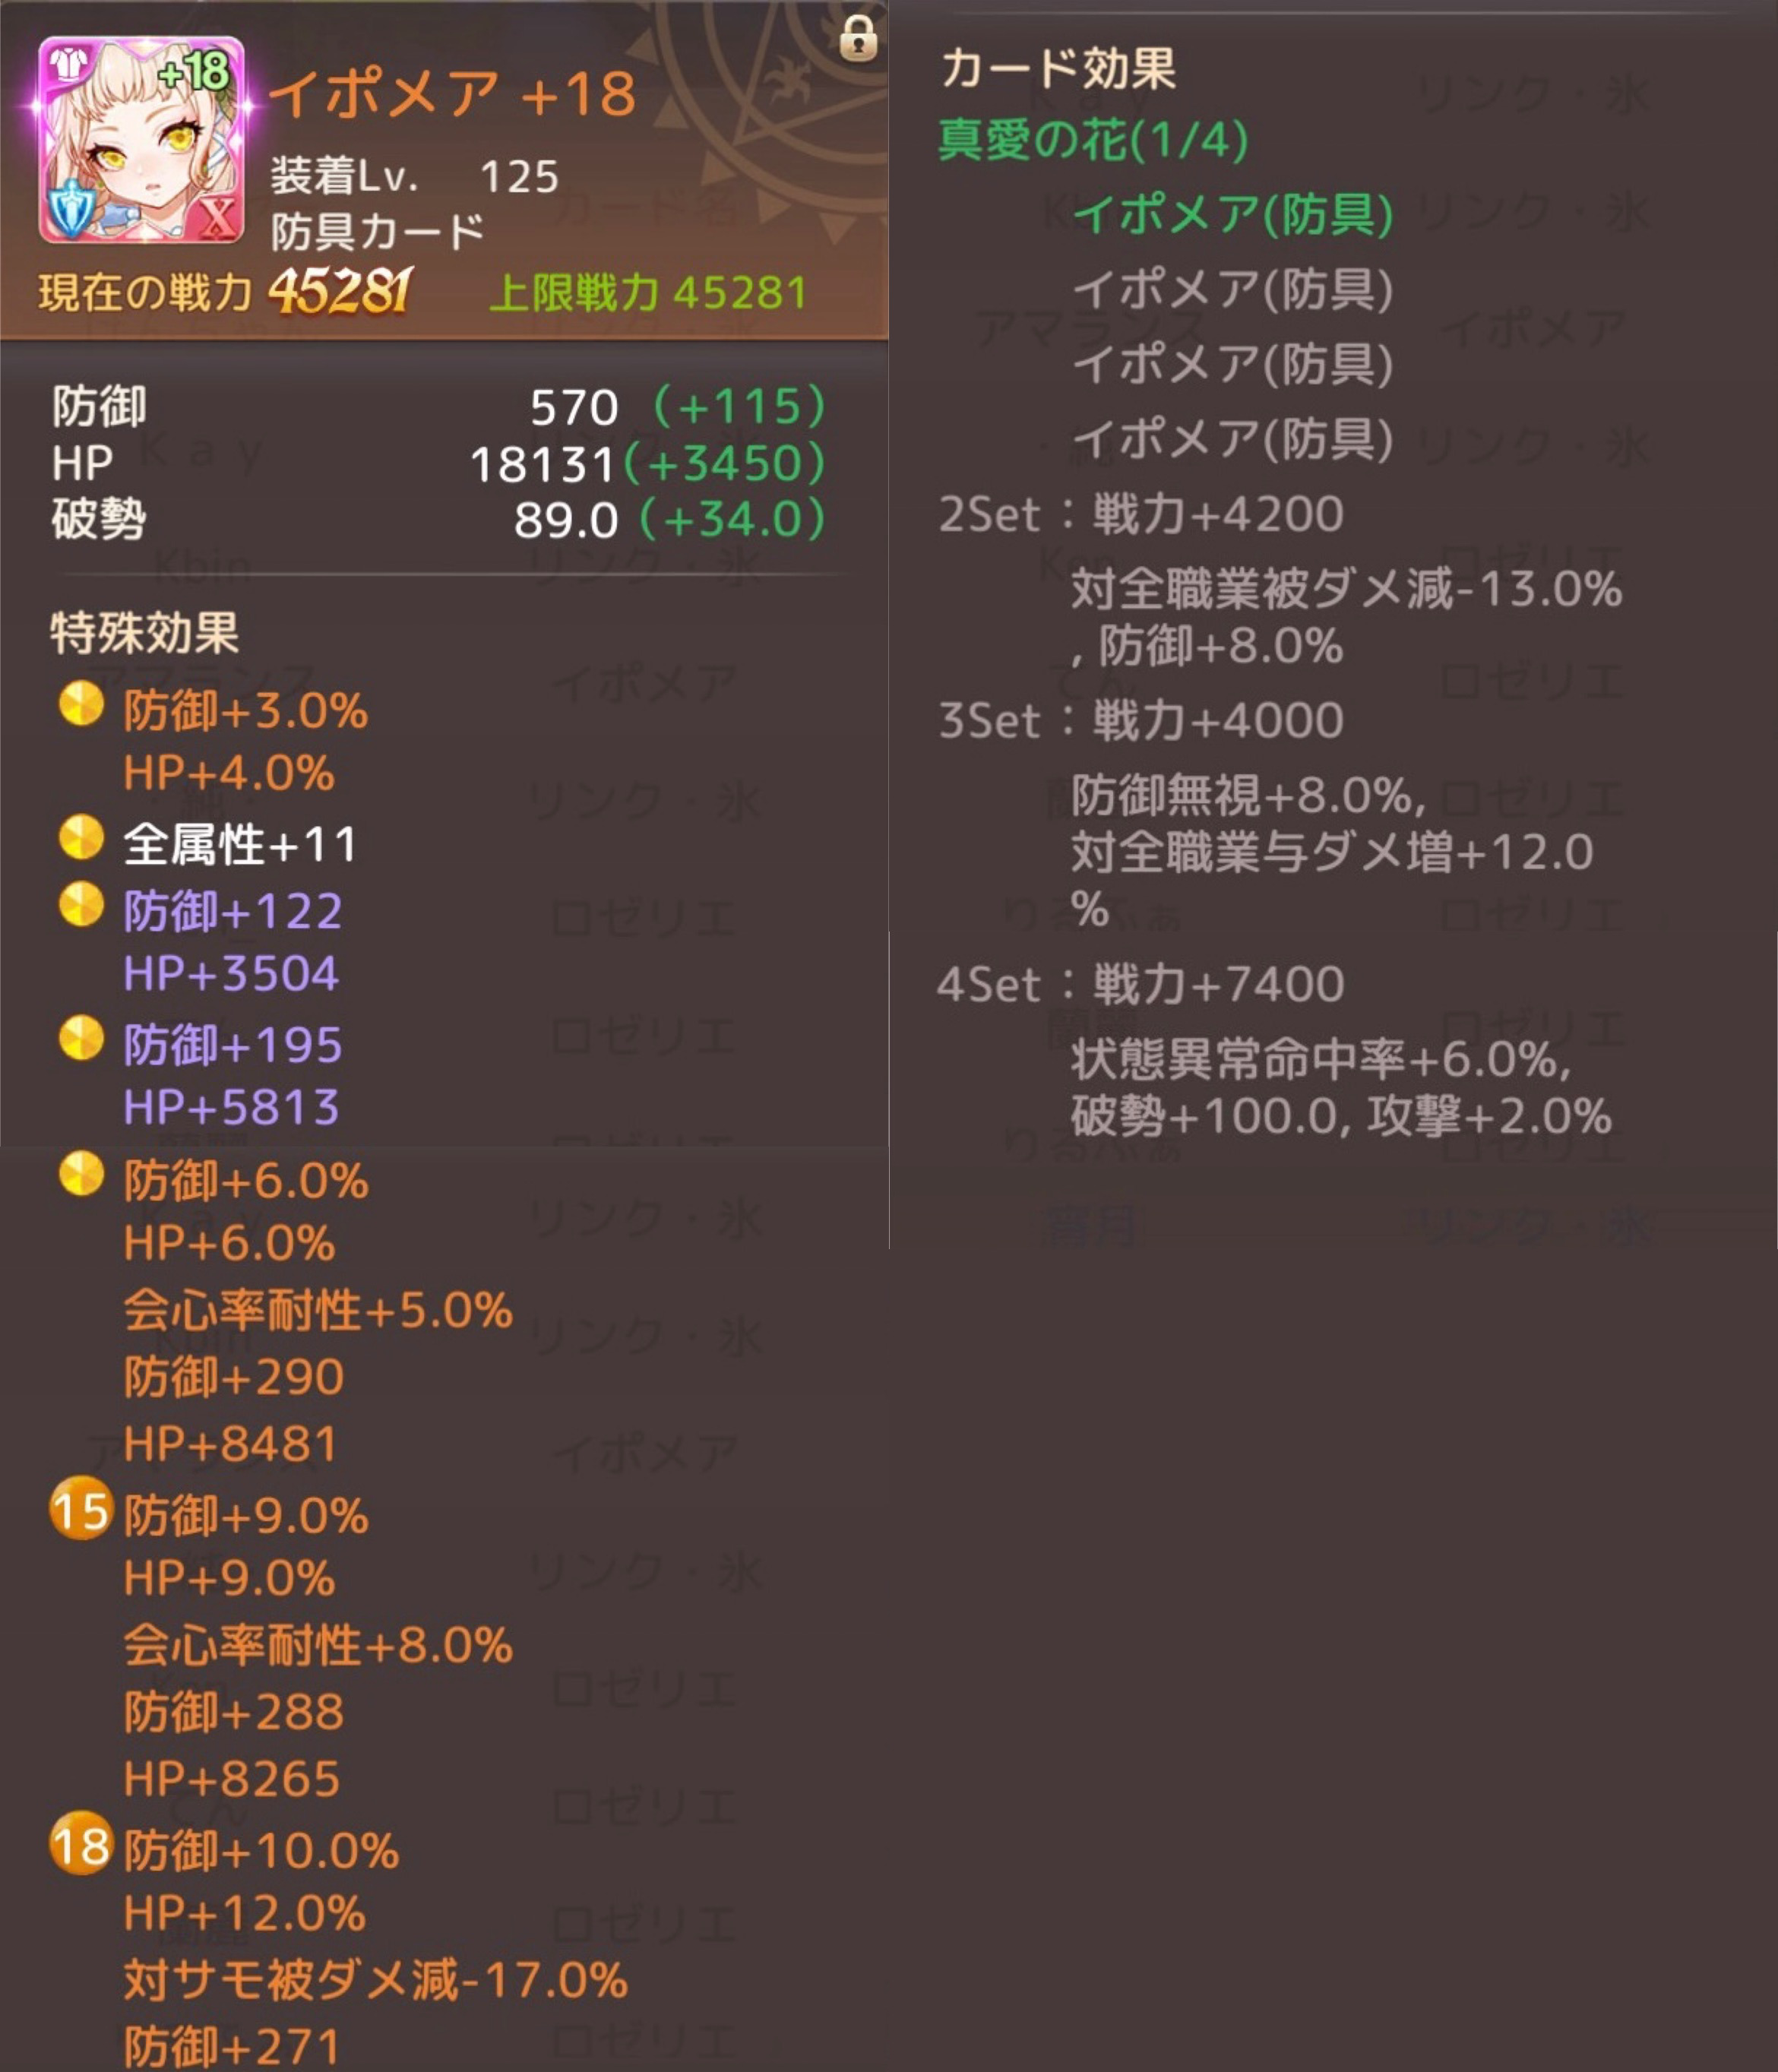 +18
X
イポメア +18
装着Lv. 125
防具カード
現在の戦力 45281 上限戦力 45281
防御 570 (+115)
HP 18131(+3450)
破勢 89.0 (+34.0)
特殊効果
防御+3.0%
HP+4.0%
全属性+11
防御+122
HP+3504
防御+195
HP+5813
防御+6.0%
HP+6.0%
会心率耐性+5.0%
防御+290
HP+8481
15 防御+9.0%
HP+9.0%
会心率耐性+8.0%
防御+288
HP+8265
18 防御+10.0%
HP+12.0%
対サモ被ダメ減-17.0%
防御+271
カード効果
真愛の花(1/4)
イポメア(防具)
イポメア(防具)
イポメア(防具)
イポメア(防具)
2Set：戦力+4200
対全職業被ダメ減-13.0%
, 防御+8.0%
3Set：戦力+4000
防御無視+8.0%,
対全職業与ダメ増+12.0
%
4Set：戦力+7400
状態異常命中率+6.0%,
破勢+100.0, 攻撃+2.0%